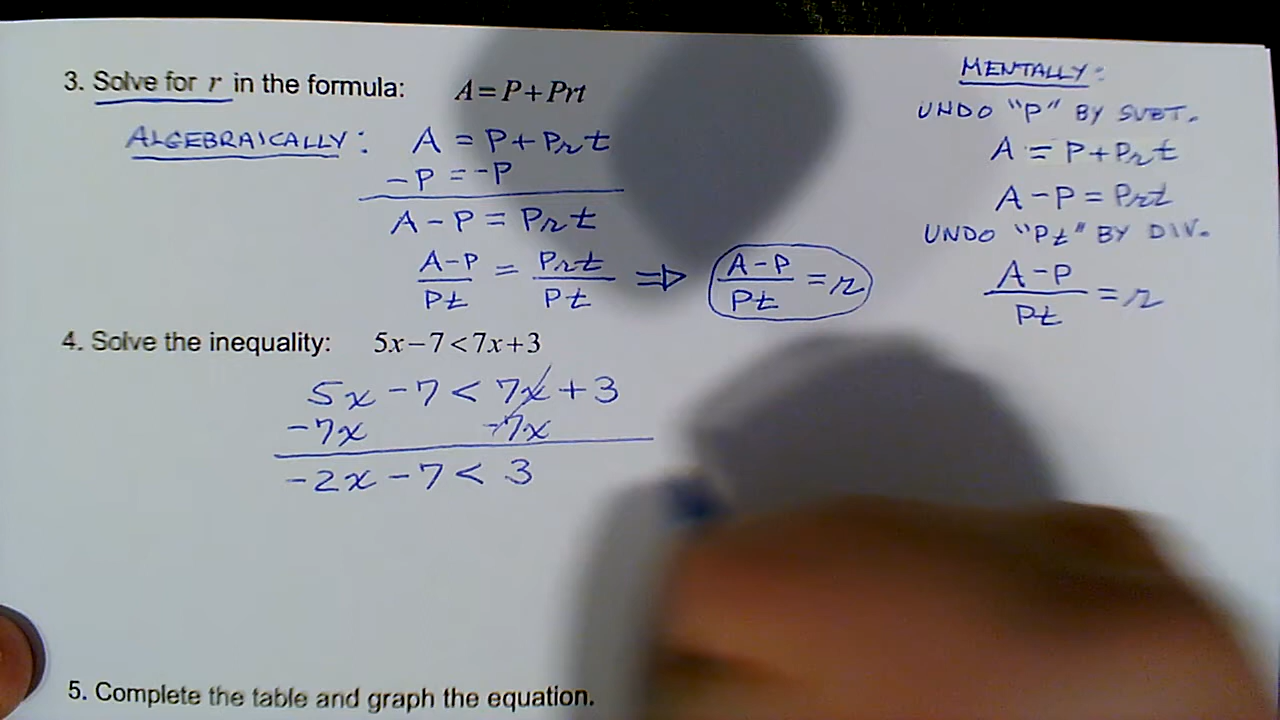 3. Solve for r in the formula: A=P+Prt
ALGEBRAICALLY: A = P+Prt
-P = -P
A-P = Prt
A-P/Pt = Prt/Pt ⇒ A-P/Pt = r
MENTALLY:
UNDO "P" BY SUBT.
A = P+Prt
A-P = Prt
UNDO "Pt" BY DIV.
A-P/Pt = r
4. Solve the inequality: 5x-7<7x+3
5x-7<7x+3
-7x -7x
-2x-7<3
5. Complete the table and graph the equation.